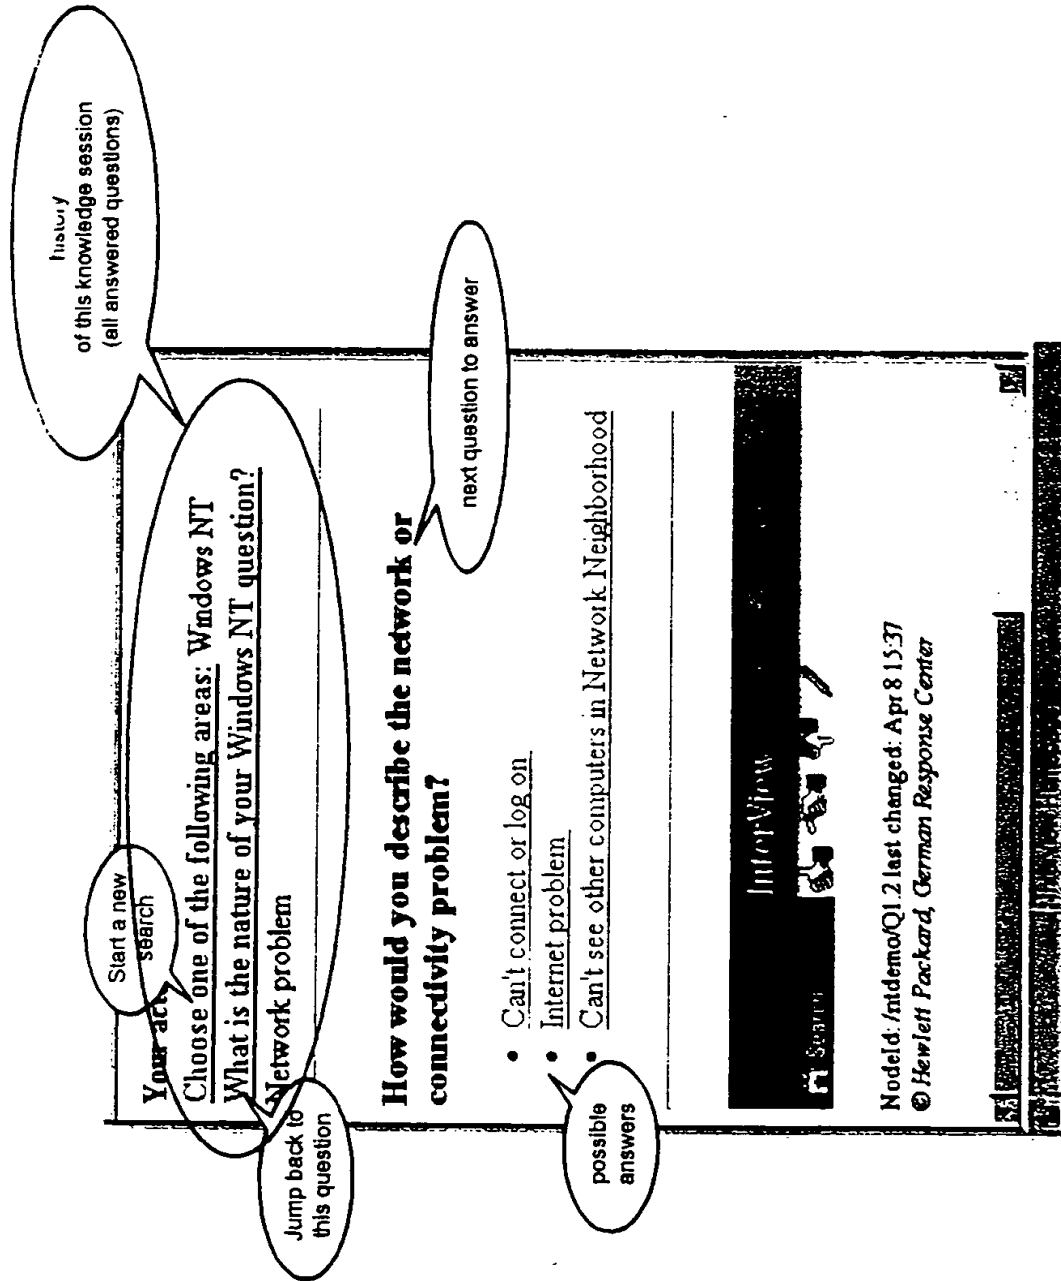 history
of this knowledge session
(all answered questions)
Start a new
search
Your
Choose one of the following areas: Windows NT
What is the nature of your Windows NT question?
Network problem
Jump back to
this question
How would you describe the network or
connectivity problem?
next question to answer
• Can't connect or log on
• Internet problem
• Can't see other computers in Network Neighborhood
possible
answers
InterView
NodeId: /ntdemo/Q1.2 last changed: Apr 8 15:37
© Hewlett Packard, German Response Center